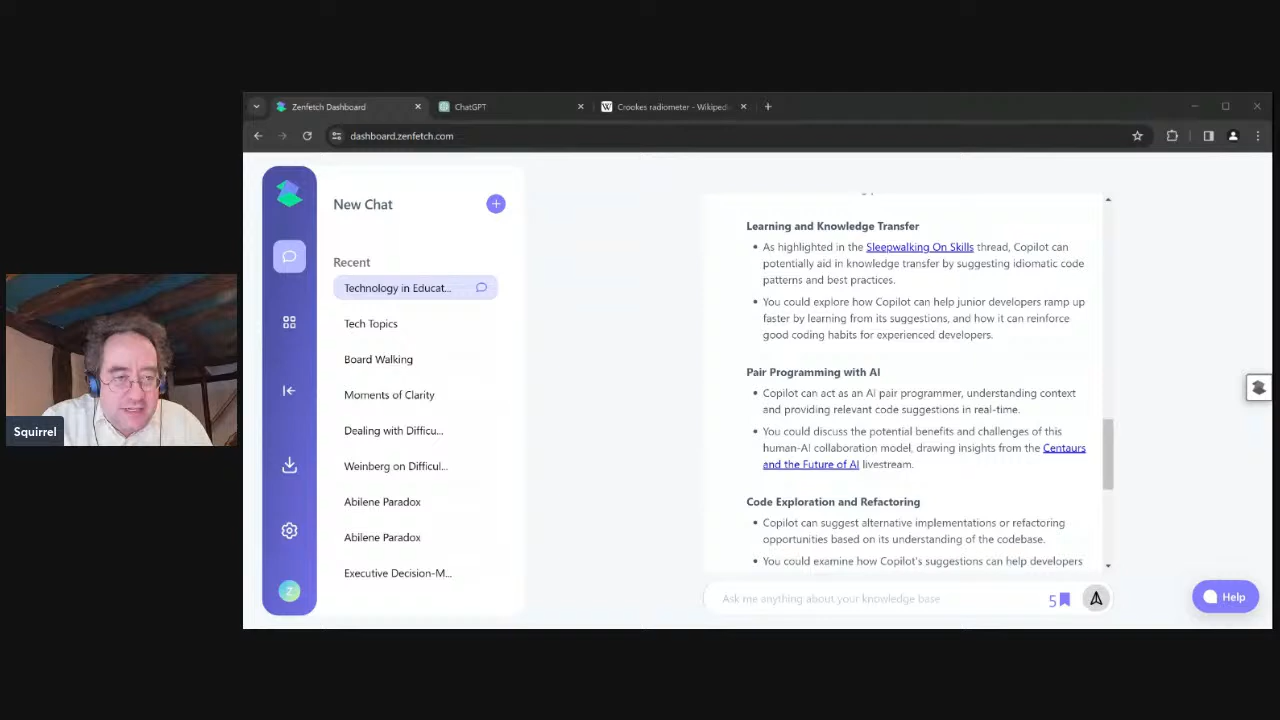 Zenfetch Dashboard
ChatGPT
Crookes radiometer - Wikiped
dashboard.zenfetch.com
New Chat
Recent
Technology in Educat...
Tech Topics
Board Walking
Moments of Clarity
Dealing with Difficu...
Weinberg on Difficul...
Abilene Paradox
Abilene Paradox
Executive Decision-M...
Z
Learning and Knowledge Transfer
• As highlighted in the Sleepwalking On Skills thread, Copilot can
potentially aid in knowledge transfer by suggesting idiomatic code
patterns and best practices.
• You could explore how Copilot can help junior developers ramp up
faster by learning from its suggestions, and how it can reinforce
good coding habits for experienced developers.
Pair Programming with AI
• Copilot can act as an AI pair programmer, understanding context
and providing relevant code suggestions in real-time.
• You could discuss the potential benefits and challenges of this
human-AI collaboration model, drawing insights from the Centaurs
and the Future of AI livestream.
Code Exploration and Refactoring
• Copilot can suggest alternative implementations or refactoring
opportunities based on its understanding of the codebase.
• You could examine how Copilot's suggestions can help developers
Ask me anything about your knowledge base
5
Help
Squirrel